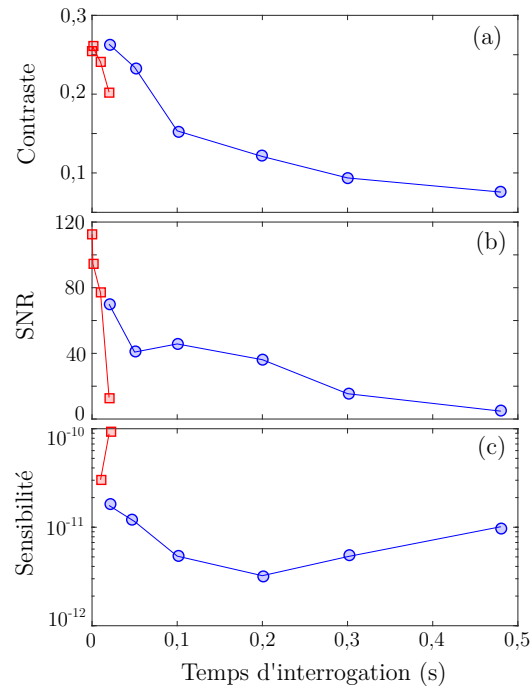 0,3
(a)
0,2
Contraste
0,1
120
(b)
80
SNR
40
0
10-10
(c)
Sensibilité
10-11
10-12
0
0,1
0,2
0,3
0,4
0,5
Temps d'interrogation (s)